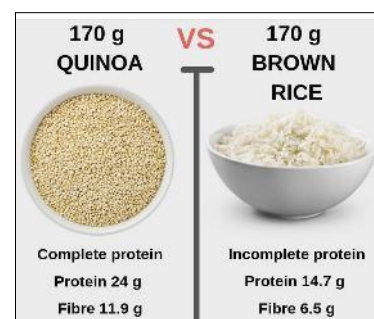 170 g
QUINOA
VS
170 g
BROWN
RICE
Complete protein
Protein 24 g
Fibre 11.9 g
Incomplete protein
Protein 14.7 g
Fibre 6.5 g